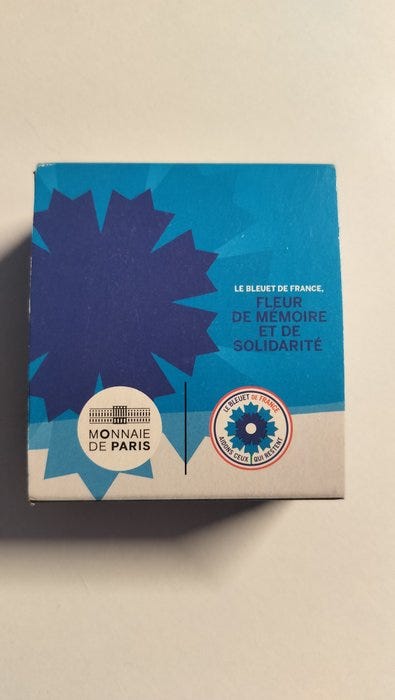 LE BLEUET DE FRANCE,
FLEUR
DE MÉMOIRE
ET DE
SOLIDARITÉ
MONNAIE
DE PARIS
LE BLEUET DE FRANCE
AIDONS CEUX QUI RESTENT